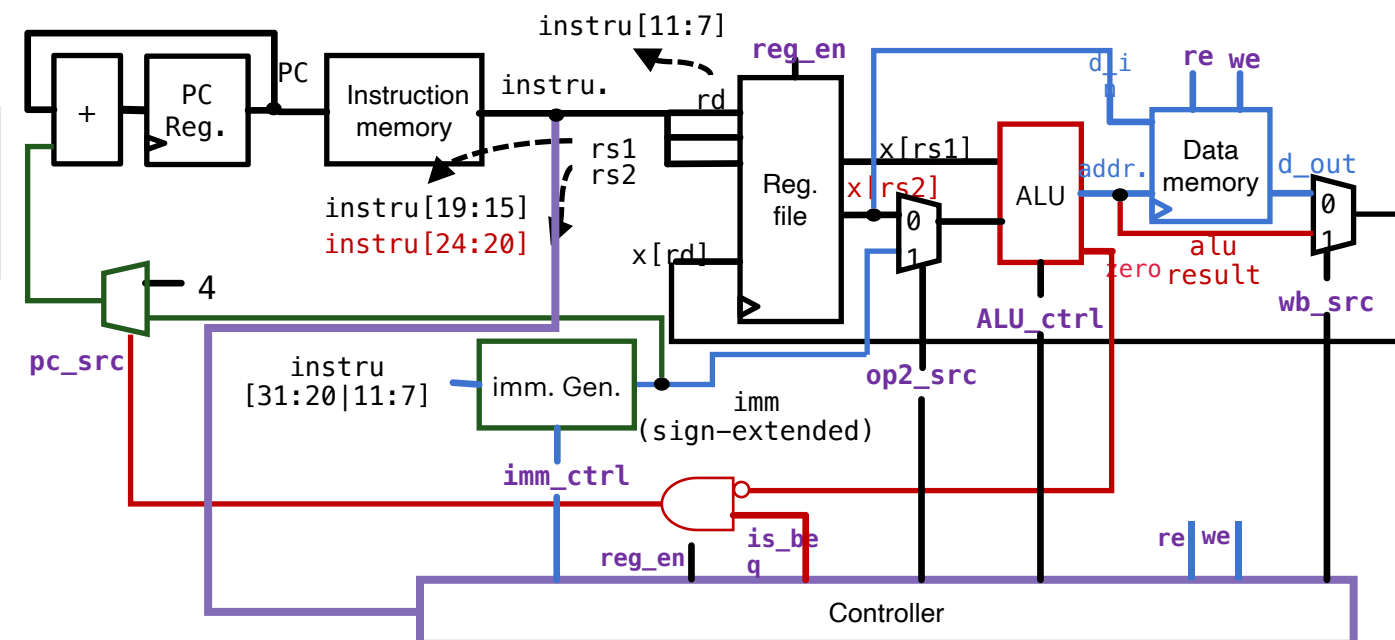 instru[11:7]
reg_en
PC
+
PC
Reg.
Instruction
memory
instru.
rd
rs1
rs2
instru[19:15]
instru[24:20]
x[rd]
Reg.
file
x[rs1]
x[rs2]
0
1
ALU
d_i
n
re we
addr.
Data
memory
d_out
0
1
zero
alu
result
4
pc_src
instru
[31:20|11:7]
imm. Gen.
imm
(sign-extended)
ALU_ctrl
wb_src
op2_src
imm_ctrl
reg_en
is_be
q
re we
Controller